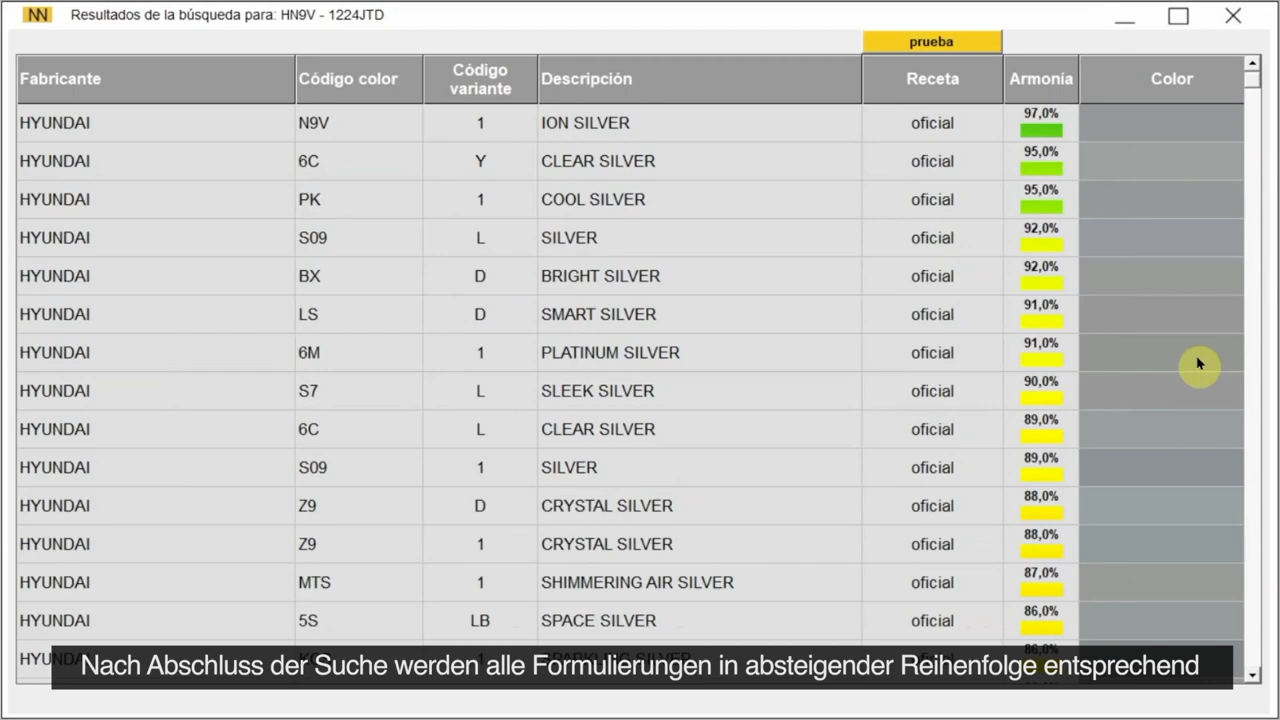 NN Resultados de la búsqueda para: HN9V - 1224JTD
prueba
Fabricante Código color Código variante Descripción Receta Armonía Color
HYUNDAI N9V 1 ION SILVER oficial 97,0%
HYUNDAI 6C Y CLEAR SILVER oficial 95,0%
HYUNDAI PK 1 COOL SILVER oficial 95,0%
HYUNDAI S09 L SILVER oficial 92,0%
HYUNDAI BX D BRIGHT SILVER oficial 92,0%
HYUNDAI LS D SMART SILVER oficial 91,0%
HYUNDAI 6M 1 PLATINUM SILVER oficial 91,0%
HYUNDAI S7 L SLEEK SILVER oficial 90,0%
HYUNDAI 6C L CLEAR SILVER oficial 89,0%
HYUNDAI S09 1 SILVER oficial 89,0%
HYUNDAI Z9 D CRYSTAL SILVER oficial 88,0%
HYUNDAI Z9 1 CRYSTAL SILVER oficial 88,0%
HYUNDAI MTS 1 SHIMMERING AIR SILVER oficial 87,0%
HYUNDAI 5S LB SPACE SILVER oficial 86,0%
86,0%
Nach Abschluss der Suche werden alle Formulierungen in absteigender Reihenfolge entsprechend